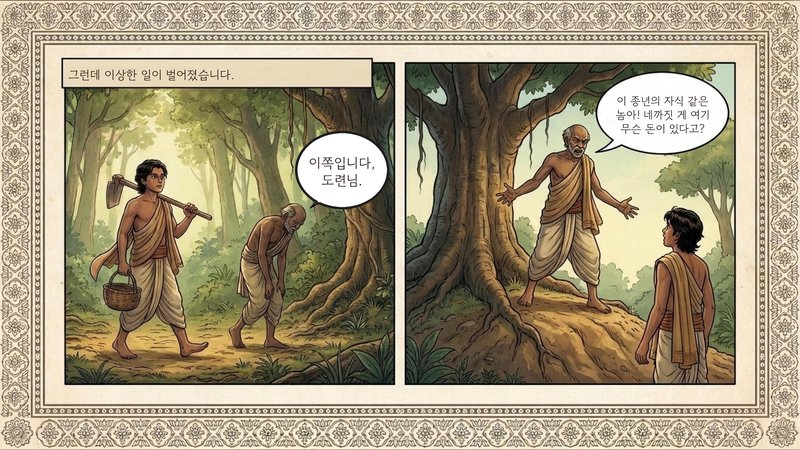 그런데 이상한 일이 벌어졌습니다.
이쪽입니다,
도련님.
이 종년의 자식 같은
놈아! 네까짓 게 여기
무슨 돈이 있다고?